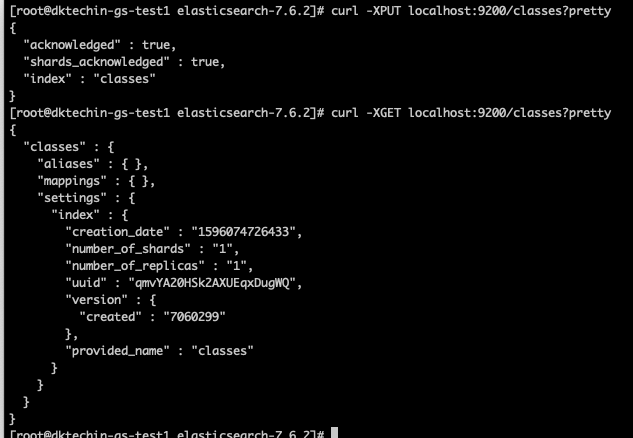 [root@dktechin-gs-test1 elasticsearch-7.6.2]# curl -XPUT localhost:9200/classes?pretty
{
  "acknowledged" : true,
  "shards_acknowledged" : true,
  "index" : "classes"
}
[root@dktechin-gs-test1 elasticsearch-7.6.2]# curl -XGET localhost:9200/classes?pretty
{
  "classes" : {
    "aliases" : { },
    "mappings" : { },
    "settings" : {
      "index" : {
        "creation_date" : "1596074726433",
        "number_of_shards" : "1",
        "number_of_replicas" : "1",
        "uuid" : "qmvYA20HSk2AXUEqxDugWQ",
        "version" : {
          "created" : "7060299"
        },
        "provided_name" : "classes"
      }
    }
  }
}
[root@dktechin-gs-test1 elasticsearch-7.6.2]#